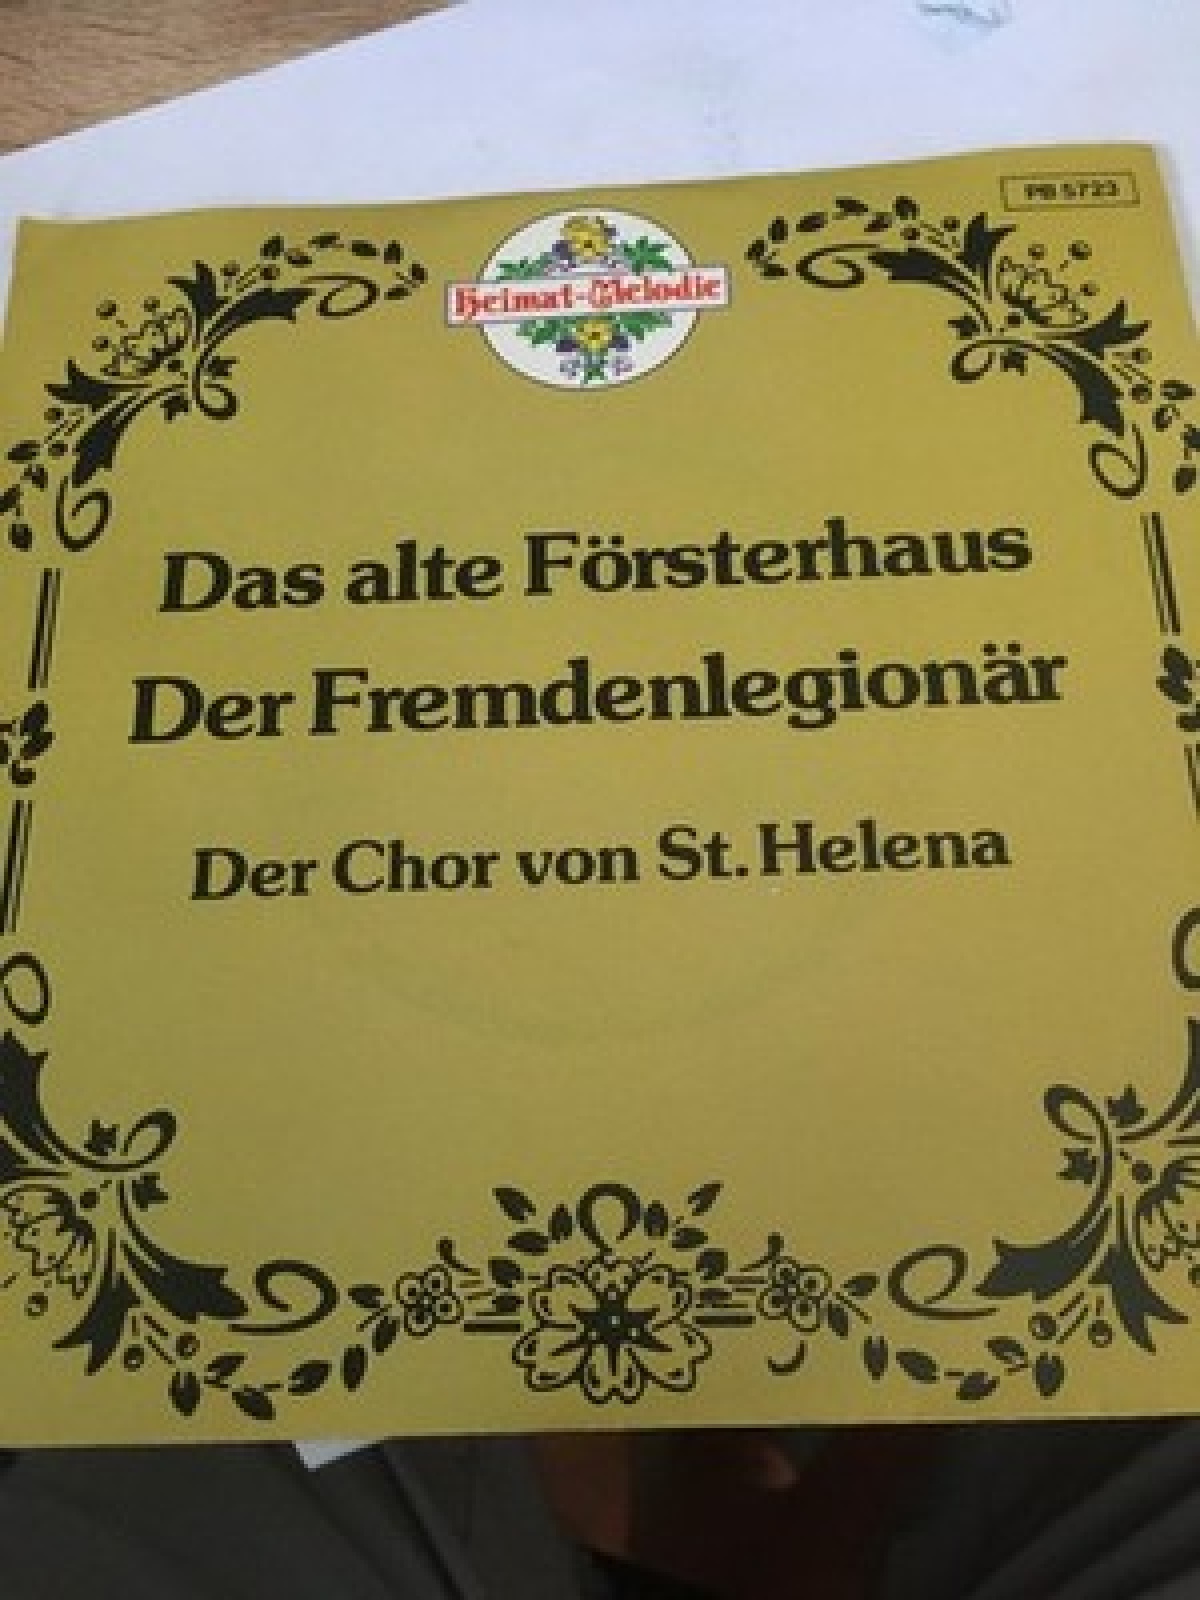 PB 5723
Heimat-Melodie
Das alte Försterhaus
Der Fremdenlegionär
Der Chor von St. Helena